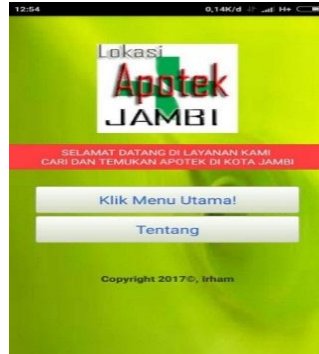 12:54
0,14K/d
H+
Lokasi
Apotek
JAMBI
SELAMAT DATANG DI LAYANAN KAMI
CARI DAN TEMUKAN APOTEK DI KOTA JAMBI
Klik Menu Utama!
Tentang
Copyright 2017©, Irham